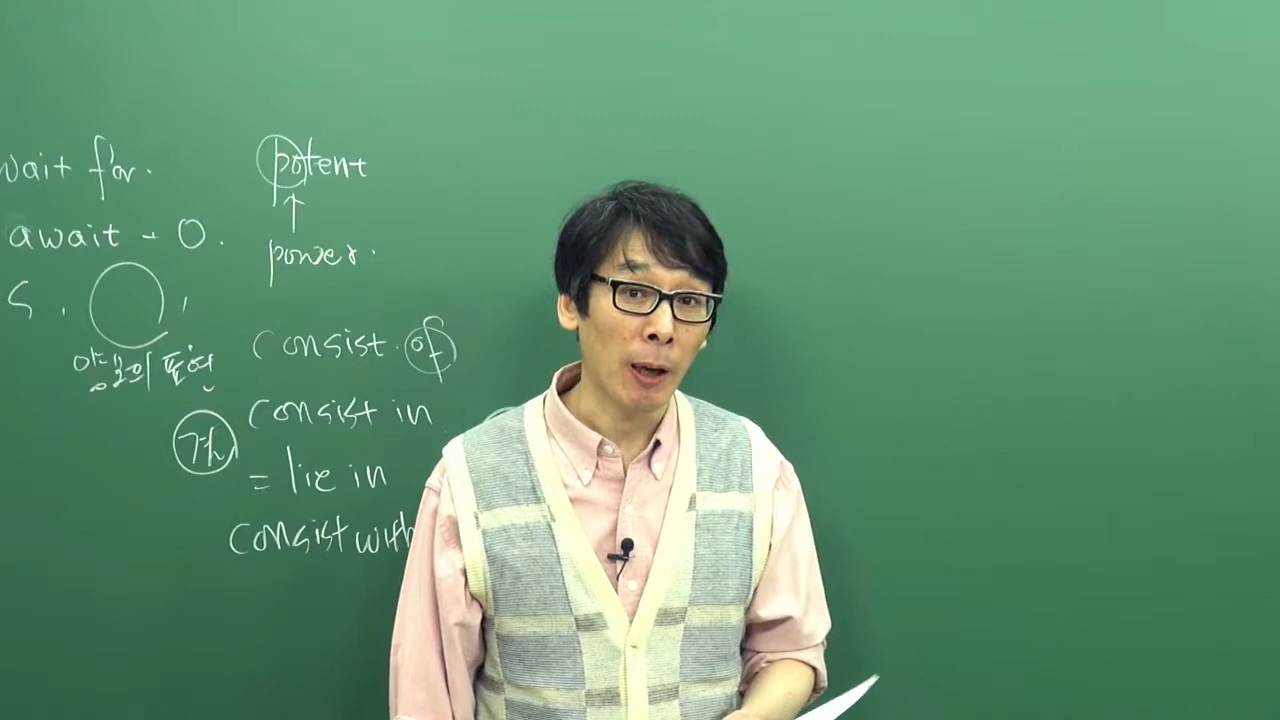 wait for.
await - O.
S , ,
potent
power.
consist of
consist in
= lie in
consist with